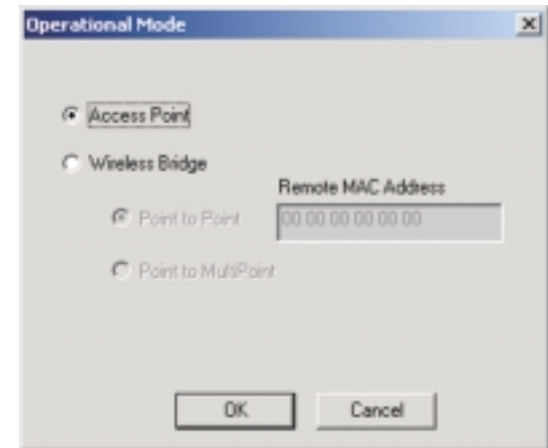 Operational Mode
Access Point
Wireless Bridge
Remote MAC Address
Point to Point
00 00 00 00 00 00
Point to MultiPoint
OK
Cancel